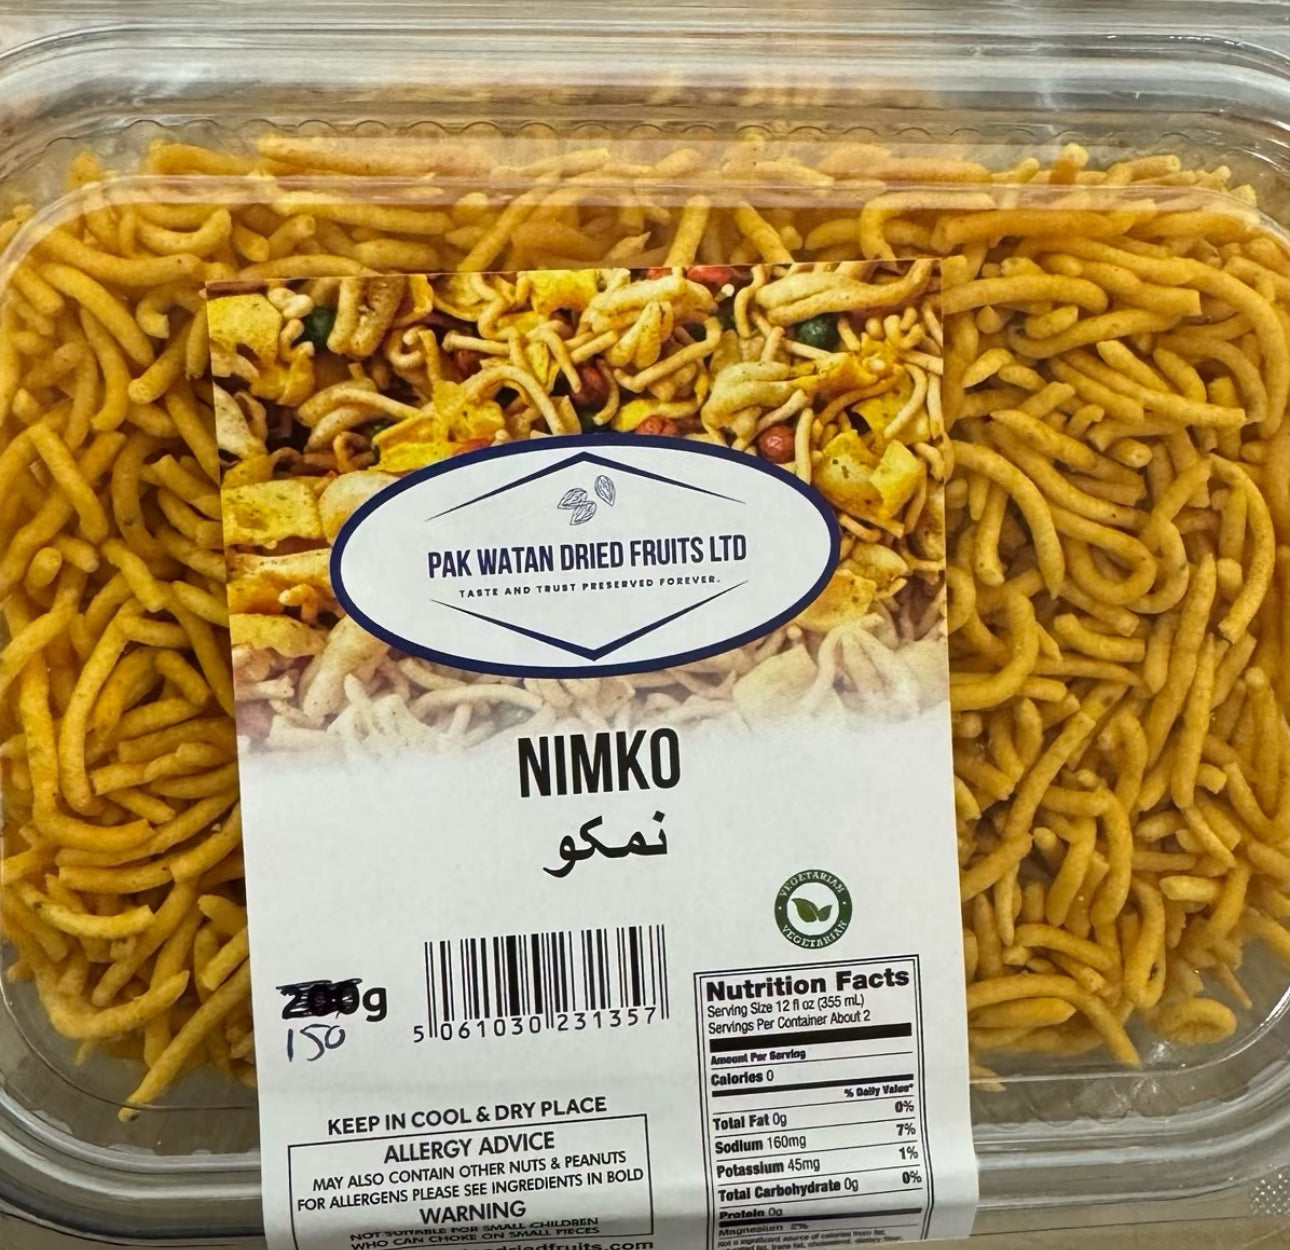 PAK WATAN DRIED FRUITS LTD
TASTE AND TRUST PRESERVED FOREVER.
NIMKO
نمکو
VEGETARIAN
VEGETARIAN
200g
150
5 061030 231357
KEEP IN COOL & DRY PLACE
ALLERGY ADVICE
MAY ALSO CONTAIN OTHER NUTS & PEANUTS
FOR ALLERGENS PLEASE SEE INGREDIENTS IN BOLD
WARNING
NOT SUITABLE FOR SMALL CHILDREN
WHO CAN CHOKE ON SMALL PIECES
driedfruits.com
Nutrition Facts
Serving Size 12 fl oz (355 mL)
Servings Per Container About 2
Amount Per Serving
Calories 0
% Daily Value*
Total Fat 0g 0%
Sodium 160mg 7%
Potassium 45mg 1%
Total Carbohydrate 0g 0%
Protein 0g
Magnesium 2%